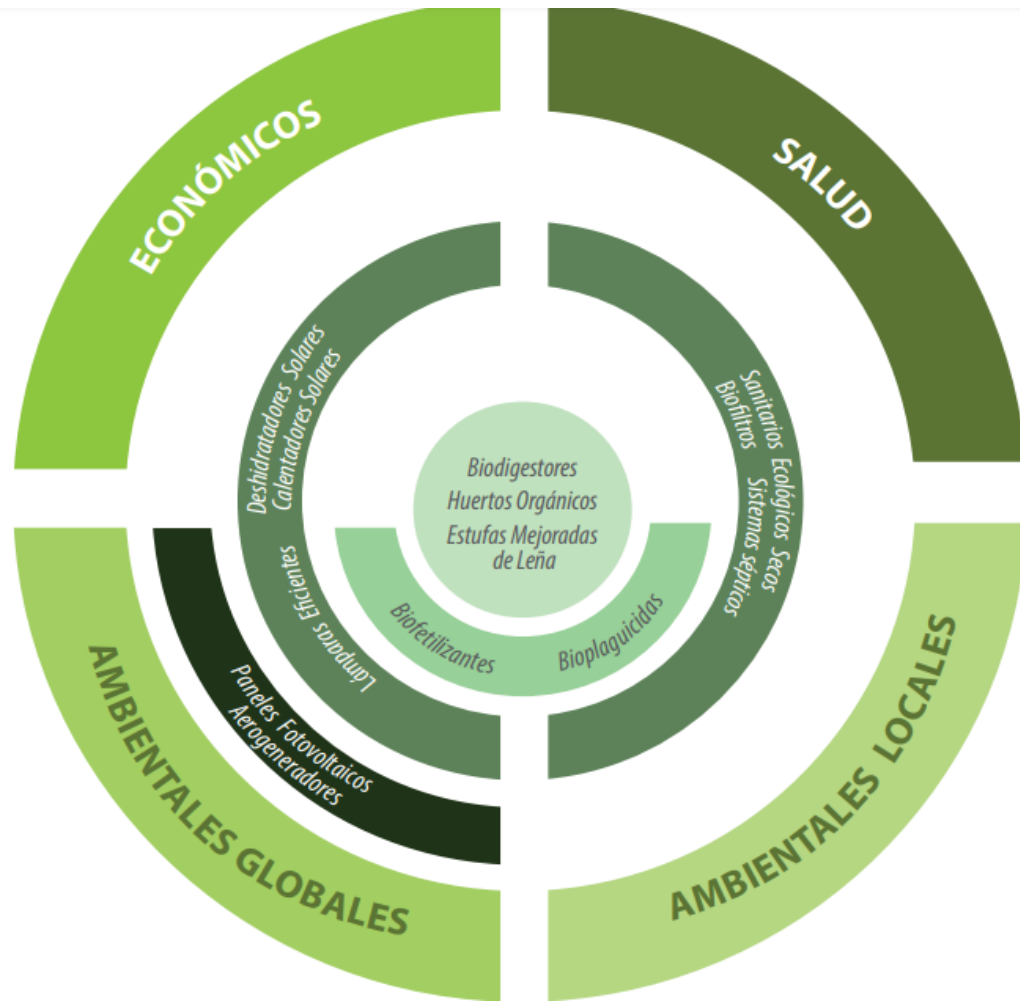 ECONÓMICOS
SALUD
Deshidratadores Solares
Calentadores Solares
Lamparas Eficientes
Sanitarios Ecológicos Secos
Biofiltros Sistemas sépticos
Biodigestores
Huertos Orgánicos
Estufas Mejoradas
de Leña
Biofetilizantes
Bioplaguicidas
Paneles Fotovoltaicos
Aerogeneradores
AMBIENTALES GLOBALES
AMBIENTALES LOCALES